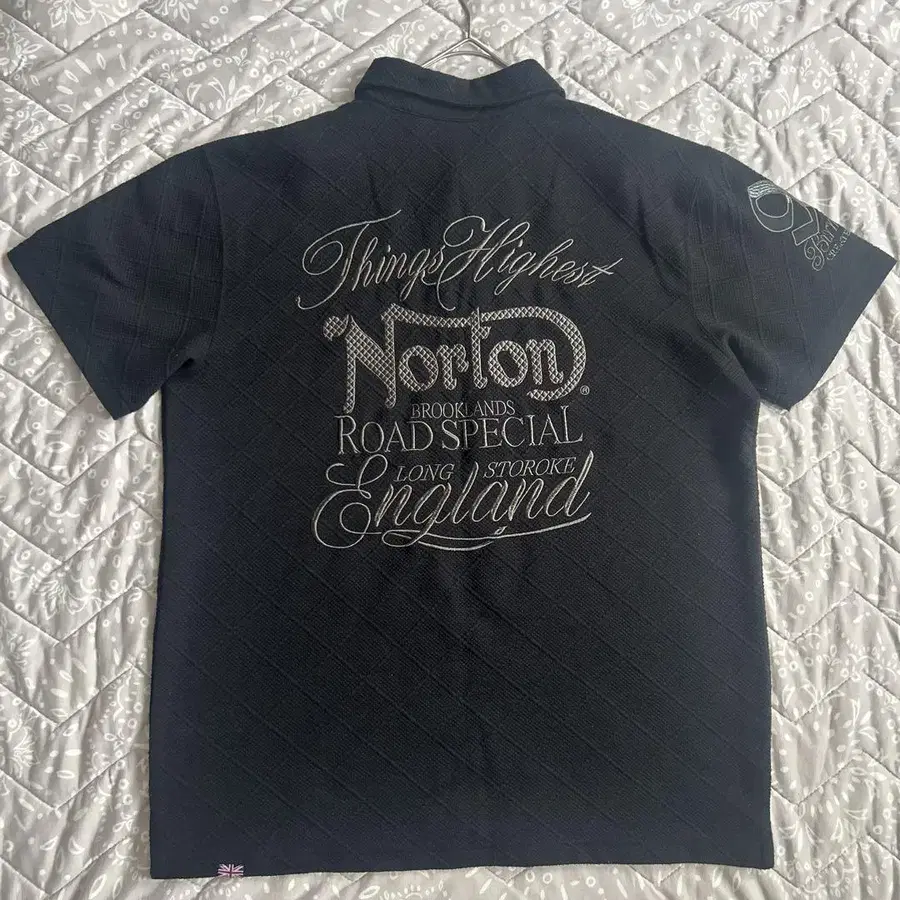 Things Highest
Norton®
BROOKLANDS
ROAD SPECIAL
LONG STOROKE
England